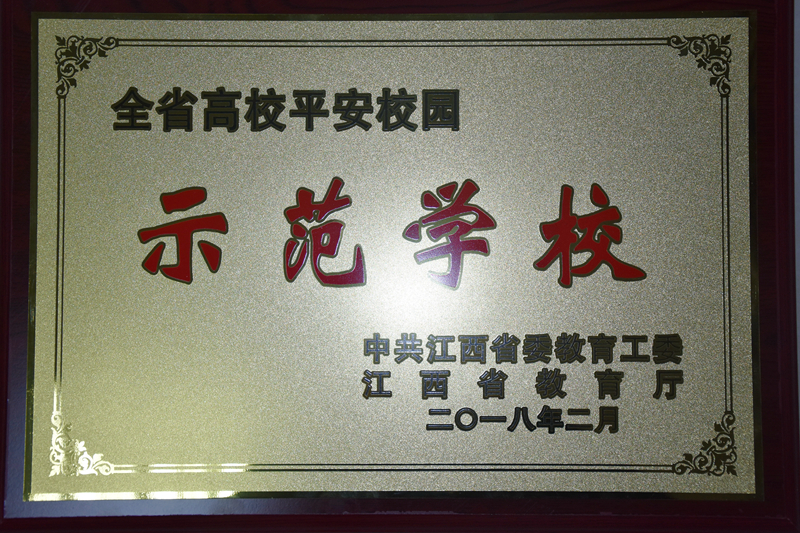 全省高校平安校园
示范学校
中共江西省委教育工委
江西省教育厅
二〇一八年二月